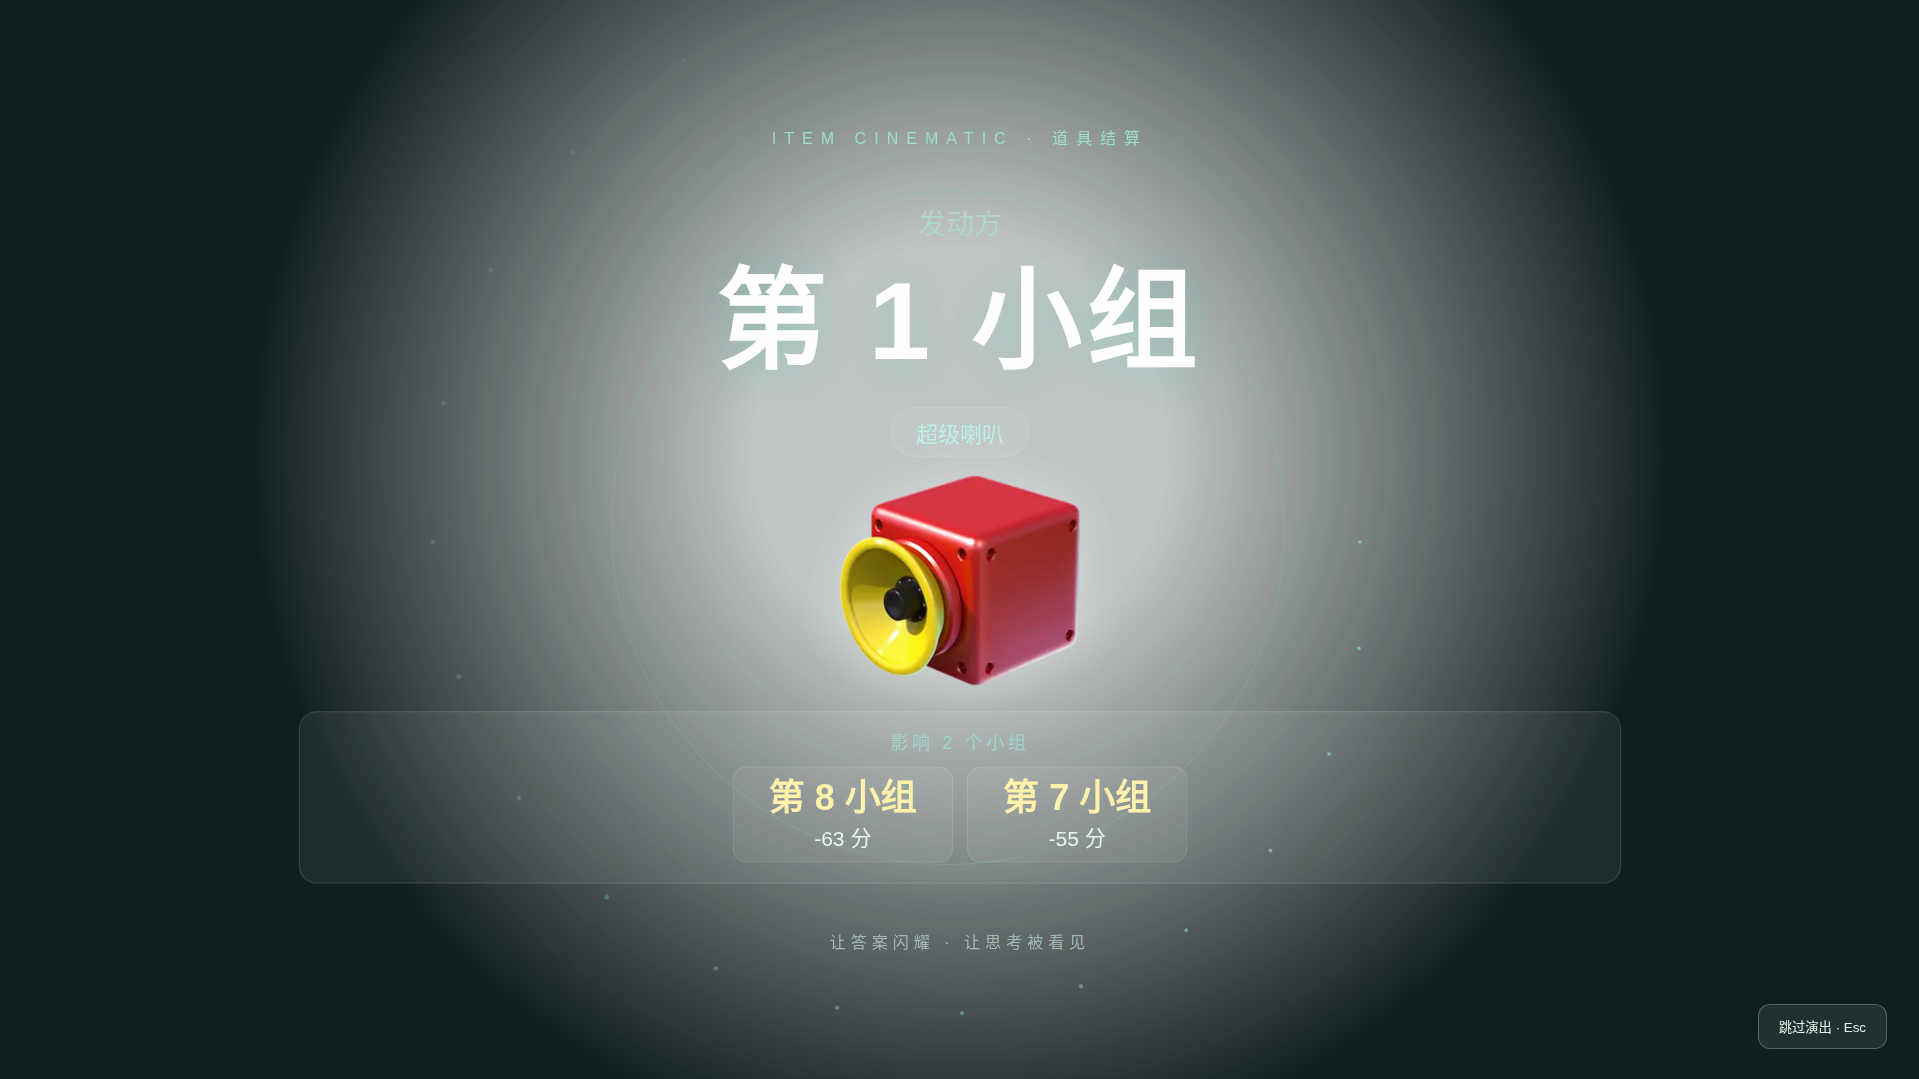 ITEM CINEMATIC · 道具结算
发动方
第 1 小组
超级喇叭
影响 2 个小组
第 8 小组
-63 分
第 7 小组
-55 分
让答案闪耀 · 让思考被看见
跳过演出 · Esc